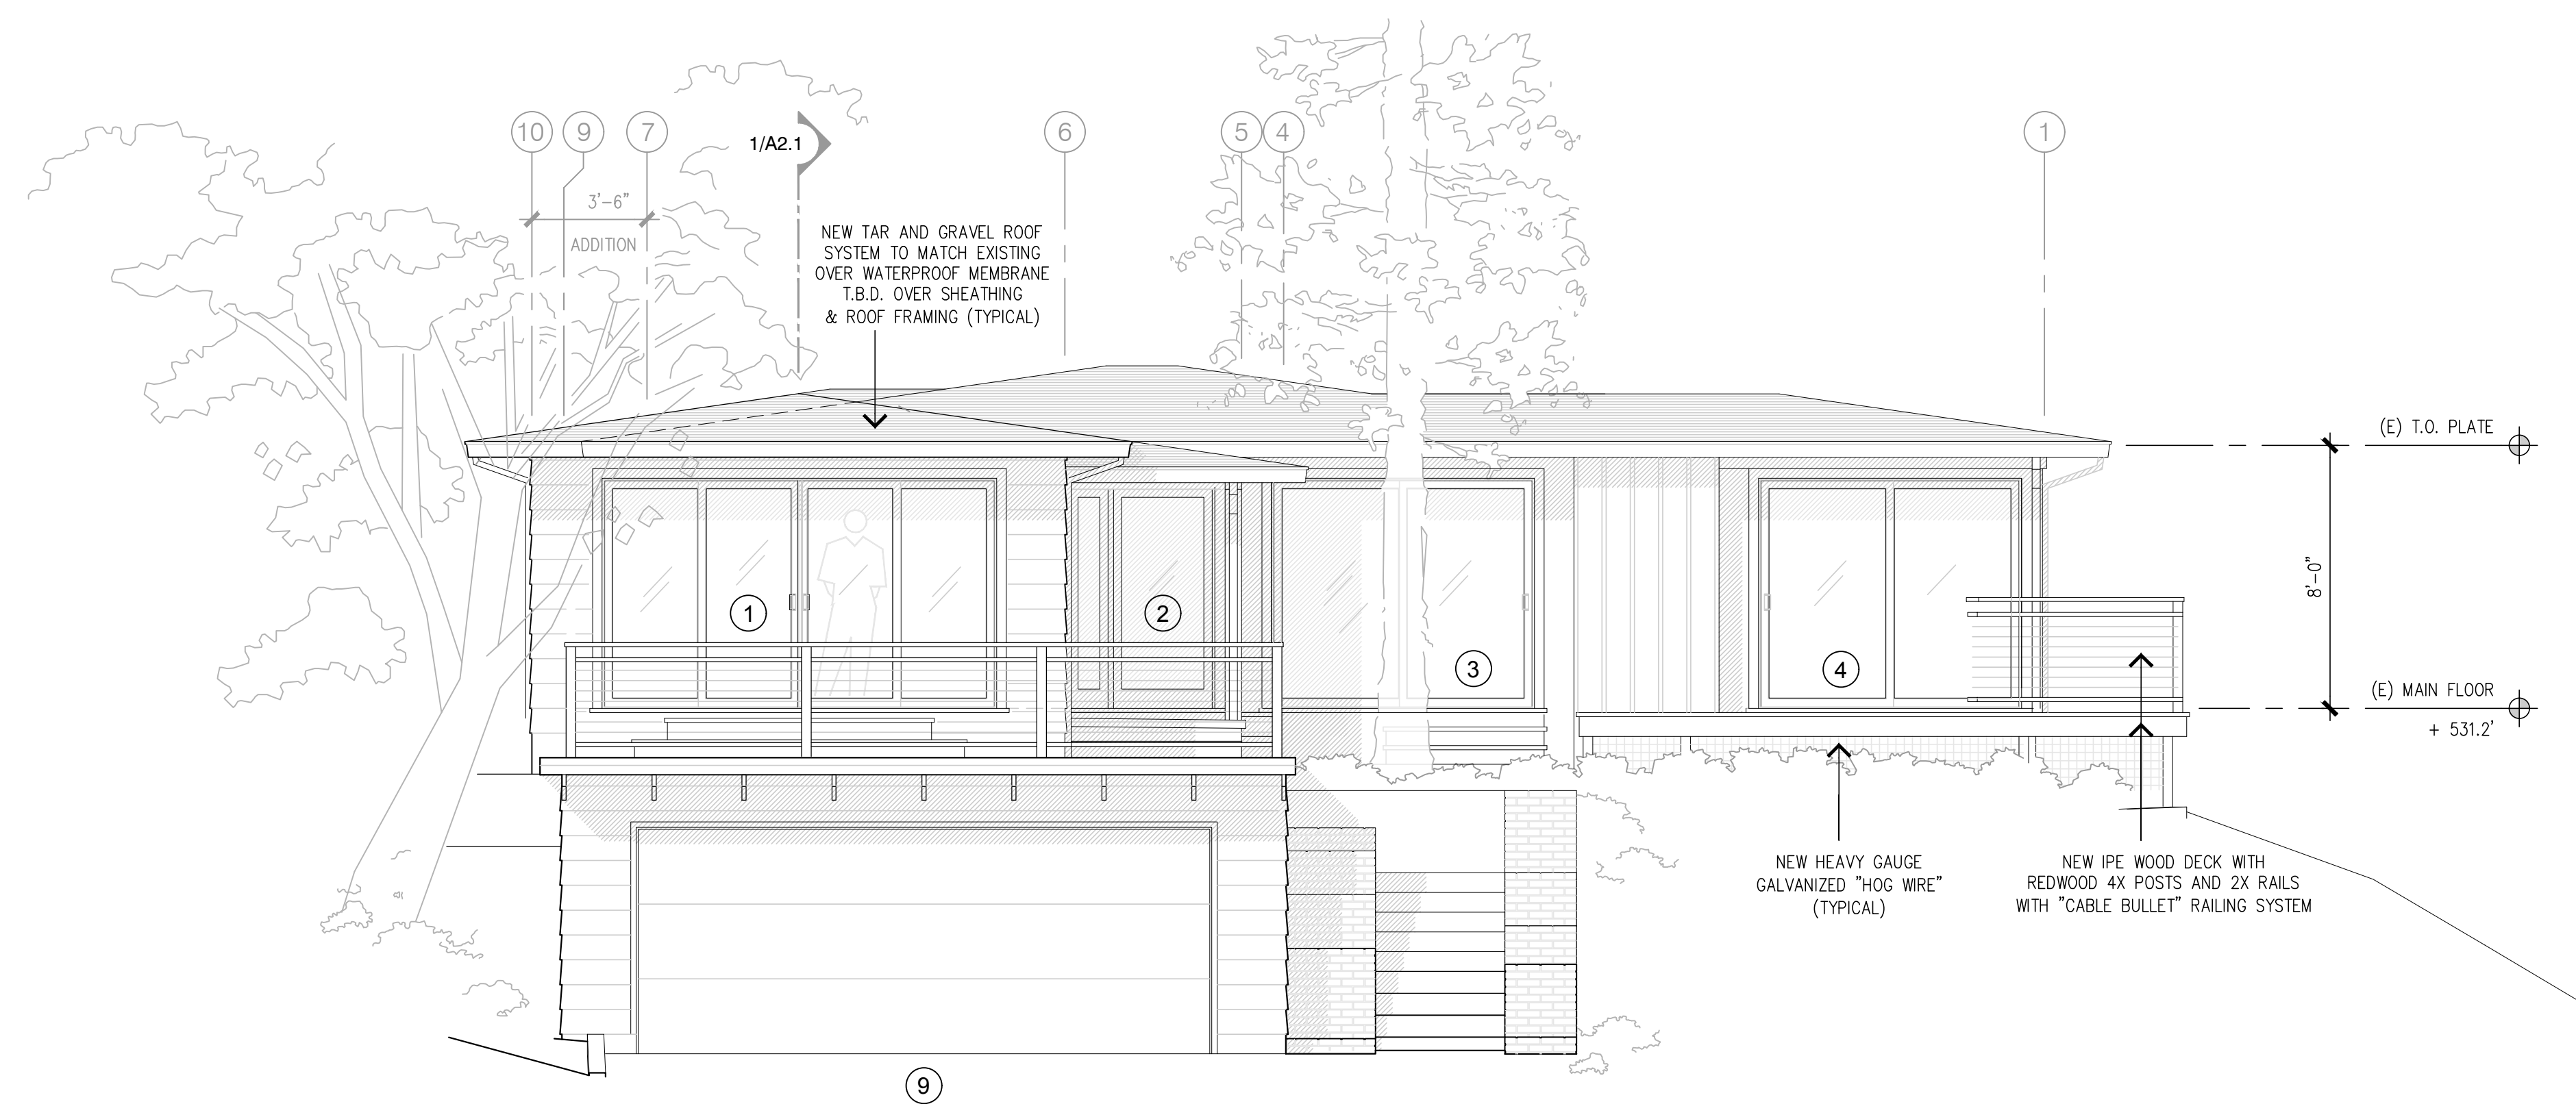 10
9
7
1/A2.1
6
5
4
1
3'-6"
ADDITION
NEW TAR AND GRAVEL ROOF
SYSTEM TO MATCH EXISTING
OVER WATERPROOF MEMBRANE
T.B.D. OVER SHEATHING
& ROOF FRAMING (TYPICAL)
(E) T.O. PLATE
8'-0"
1
2
3
4
(E) MAIN FLOOR
+ 531.2'
NEW HEAVY GAUGE
GALVANIZED "HOG WIRE"
(TYPICAL)
NEW IPE WOOD DECK WITH
REDWOOD 4X POSTS AND 2X RAILS
WITH "CABLE BULLET" RAILING SYSTEM
9